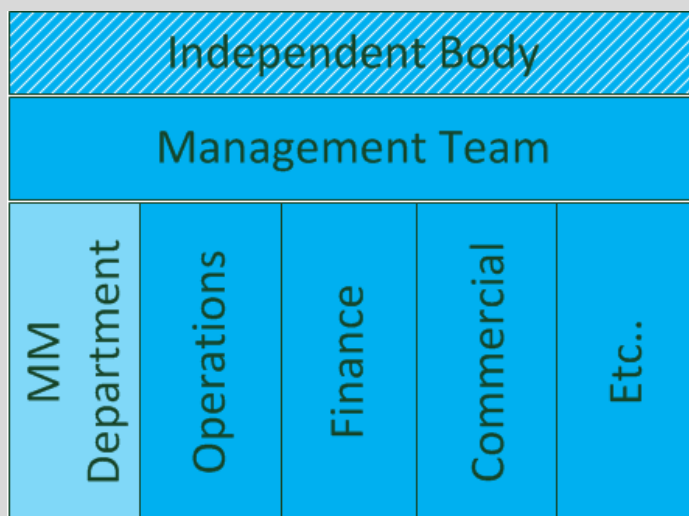 Independent Body
Management Team
MM
Department
Operations
Finance
Commercial
Etc..